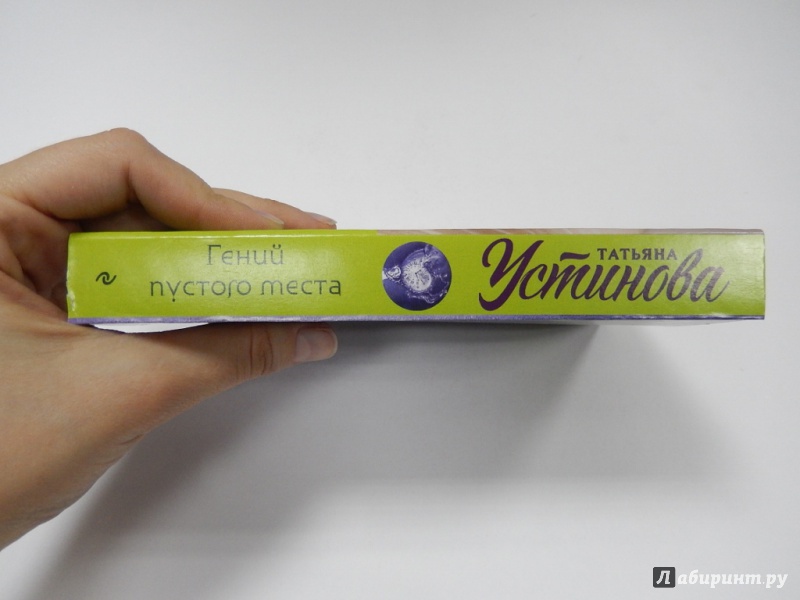 Гений
пустого места
ТАТЬЯНА
Устинова
Лабиринт.ру